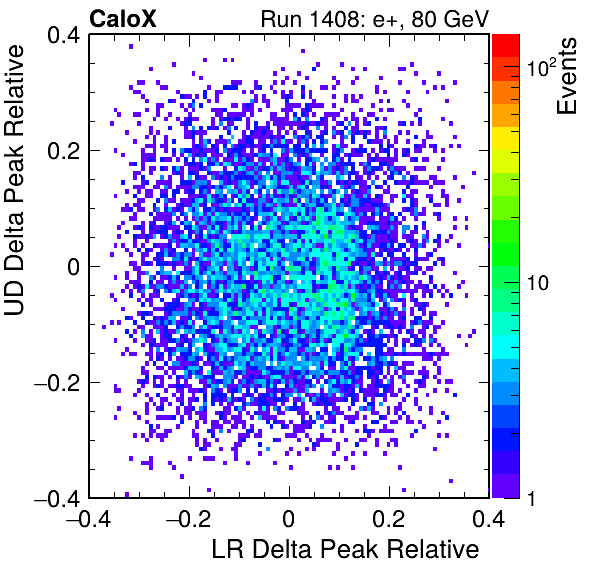 CaloX Run 1408: e+, 80 GeV
UD Delta Peak Relative
0.4
0.2
0
−0.2
−0.4
−0.4 −0.2 0 0.2 0.4
LR Delta Peak Relative
Events
10²
10
1